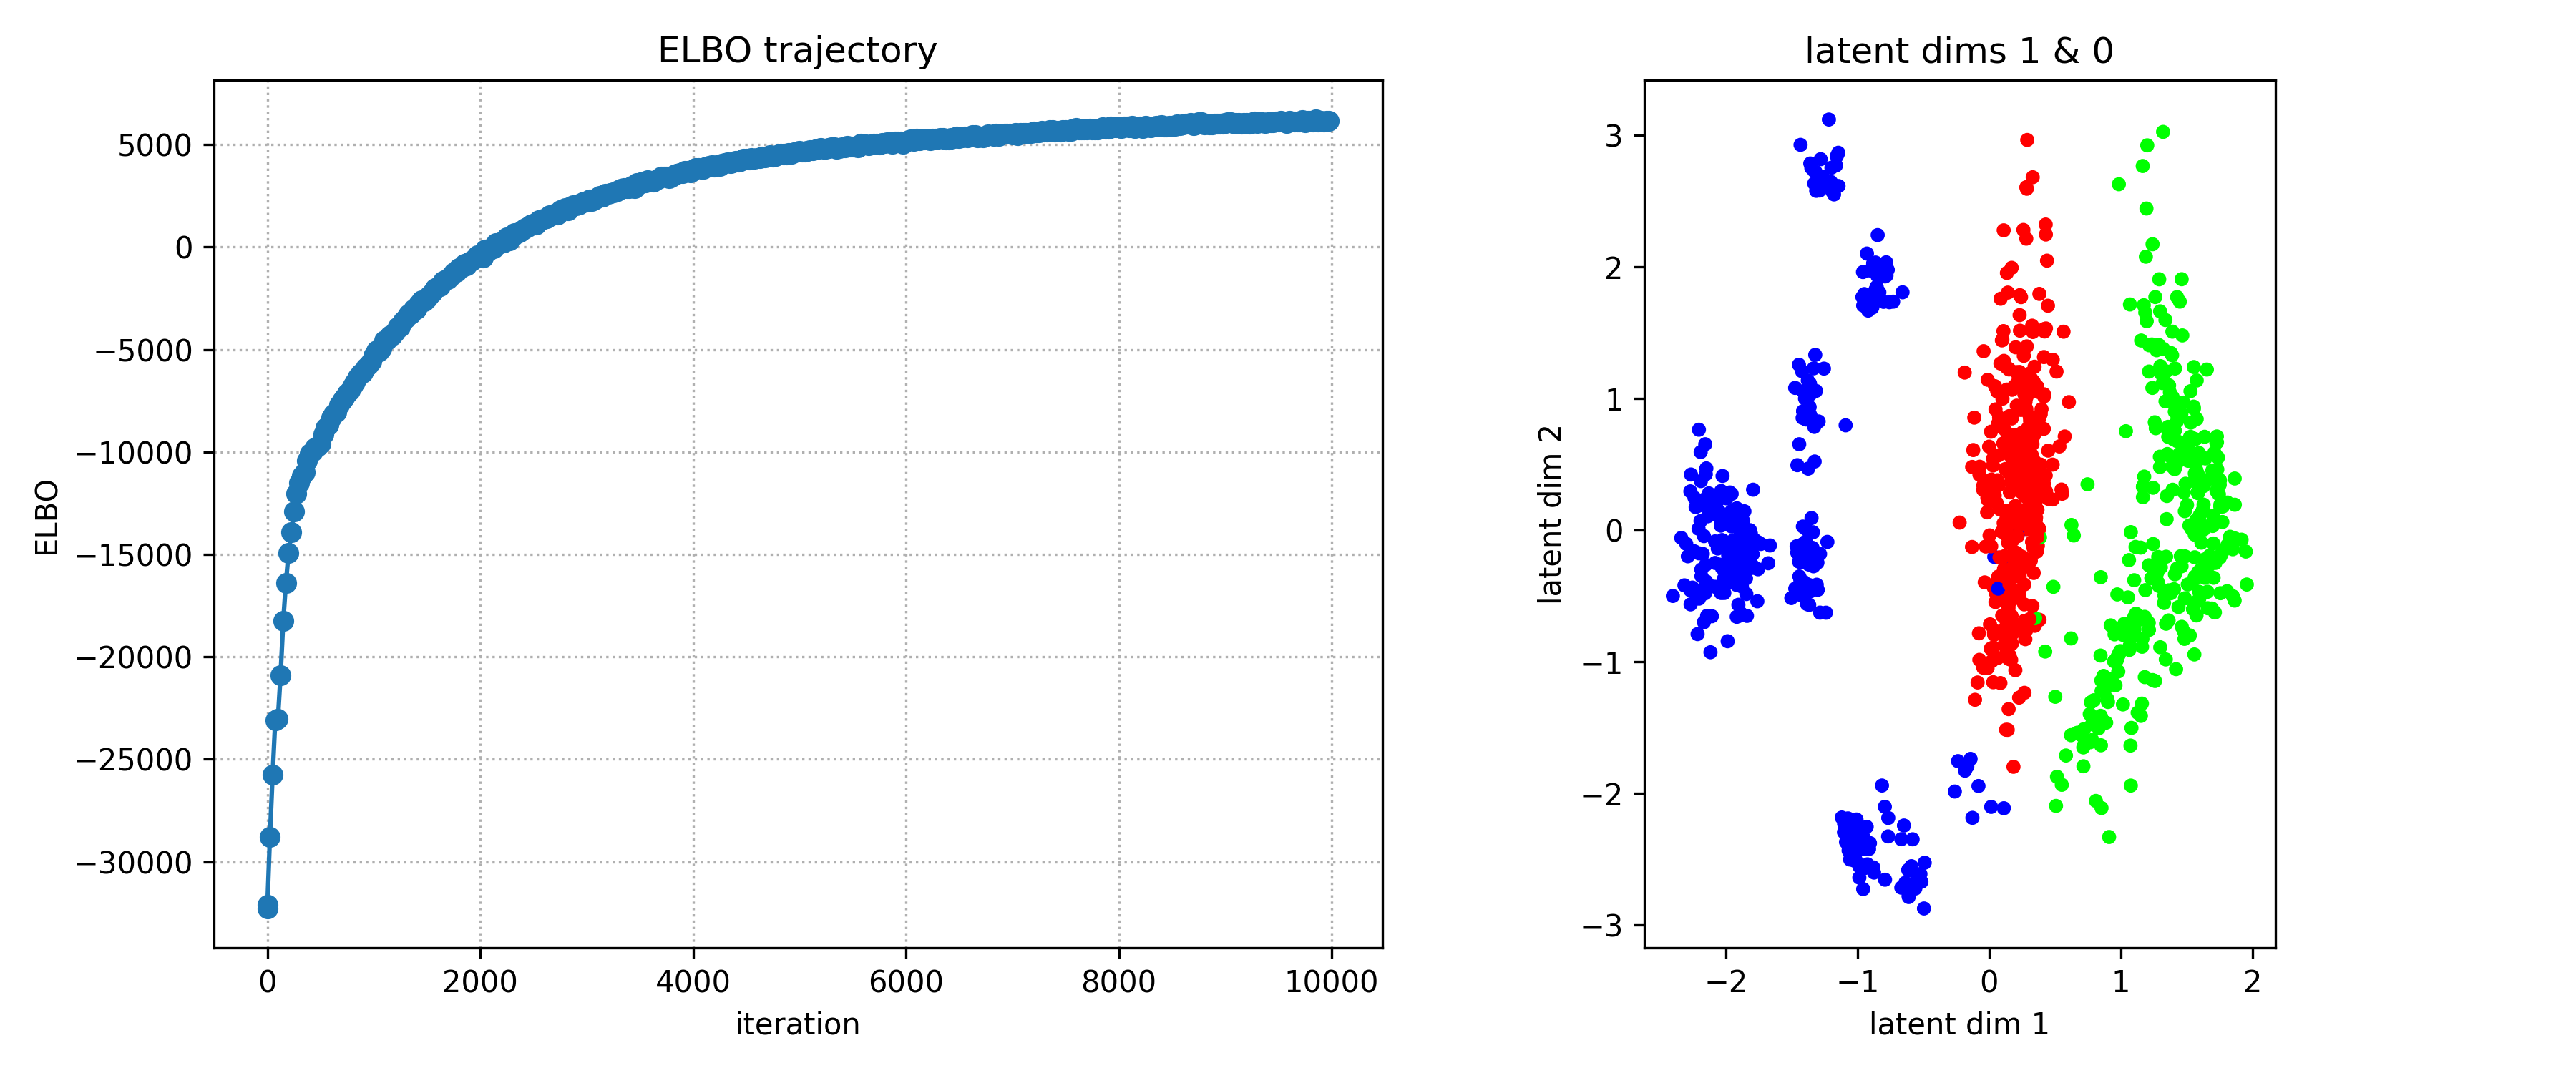 ELBO trajectory
5000
0
−5000
−10000
−15000
−20000
−25000
−30000
ELBO
0 2000 4000 6000 8000 10000
iteration
latent dims 1 & 0
3
2
1
0
−1
−2
−3
latent dim 2
−2 −1 0 1 2
latent dim 1